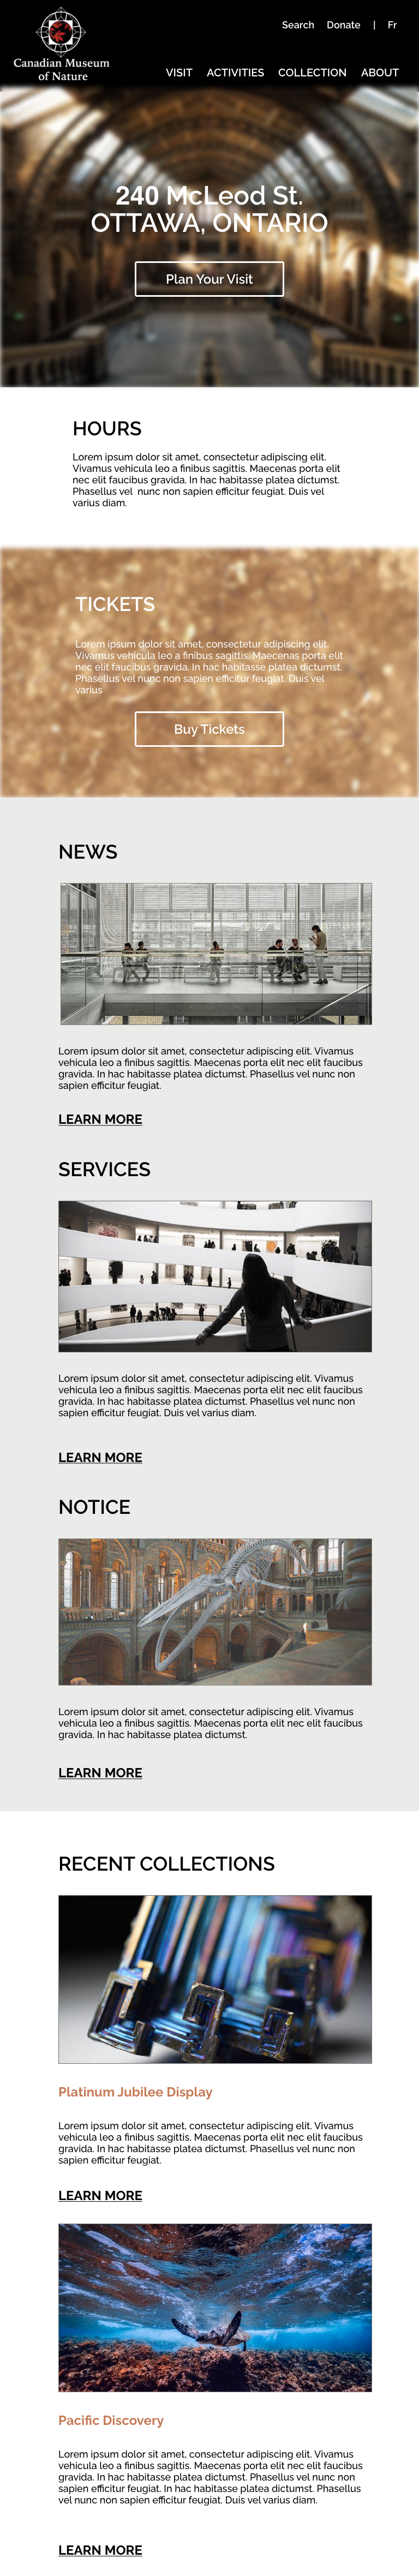 Search Donate | Fr
Canadian Museum
of Nature
VISIT ACTIVITIES COLLECTION ABOUT
240 McLeod St.
OTTAWA, ONTARIO
Plan Your Visit
HOURS
Lorem ipsum dolor sit amet, consectetur adipiscing elit.
Vivamus vehicula leo a finibus sagittis. Maecenas porta elit
nec elit faucibus gravida. In hac habitasse platea dictumst.
Phasellus vel nunc non sapien efficitur feugiat. Duis vel
varius diam.
TICKETS
Lorem ipsum dolor sit amet, consectetur adipiscing elit.
Vivamus vehicula leo a finibus sagittis. Maecenas porta elit
nec elit faucibus gravida. In hac habitasse platea dictumst.
Phasellus vel nunc non sapien efficitur feugiat. Duis vel
varius
Buy Tickets
NEWS
Lorem ipsum dolor sit amet, consectetur adipiscing elit. Vivamus
vehicula leo a finibus sagittis. Maecenas porta elit nec elit faucibus
gravida. In hac habitasse platea dictumst. Phasellus vel nunc non
sapien efficitur feugiat.
LEARN MORE
SERVICES
Lorem ipsum dolor sit amet, consectetur adipiscing elit. Vivamus
vehicula leo a finibus sagittis. Maecenas porta elit nec elit faucibus
gravida. In hac habitasse platea dictumst. Phasellus vel nunc non
sapien efficitur feugiat. Duis vel varius diam.
LEARN MORE
NOTICE
Lorem ipsum dolor sit amet, consectetur adipiscing elit. Vivamus
vehicula leo a finibus sagittis. Maecenas porta elit nec elit faucibus
gravida. In hac habitasse platea dictumst.
LEARN MORE
RECENT COLLECTIONS
Platinum Jubilee Display
Lorem ipsum dolor sit amet, consectetur adipiscing elit. Vivamus
vehicula leo a finibus sagittis. Maecenas porta elit nec elit faucibus
gravida. In hac habitasse platea dictumst. Phasellus vel nunc non
sapien efficitur feugiat.
LEARN MORE
Pacific Discovery
Lorem ipsum dolor sit amet, consectetur adipiscing elit. Vivamus
vehicula leo a finibus sagittis. Maecenas porta elit nec elit faucibus
gravida. In hac habitasse platea dictumst. Phasellus vel nunc non
sapien efficitur feugiat. In hac habitasse platea dictumst. Phasellus
vel nunc non sapien efficitur feugiat. Duis vel varius diam.
LEARN MORE